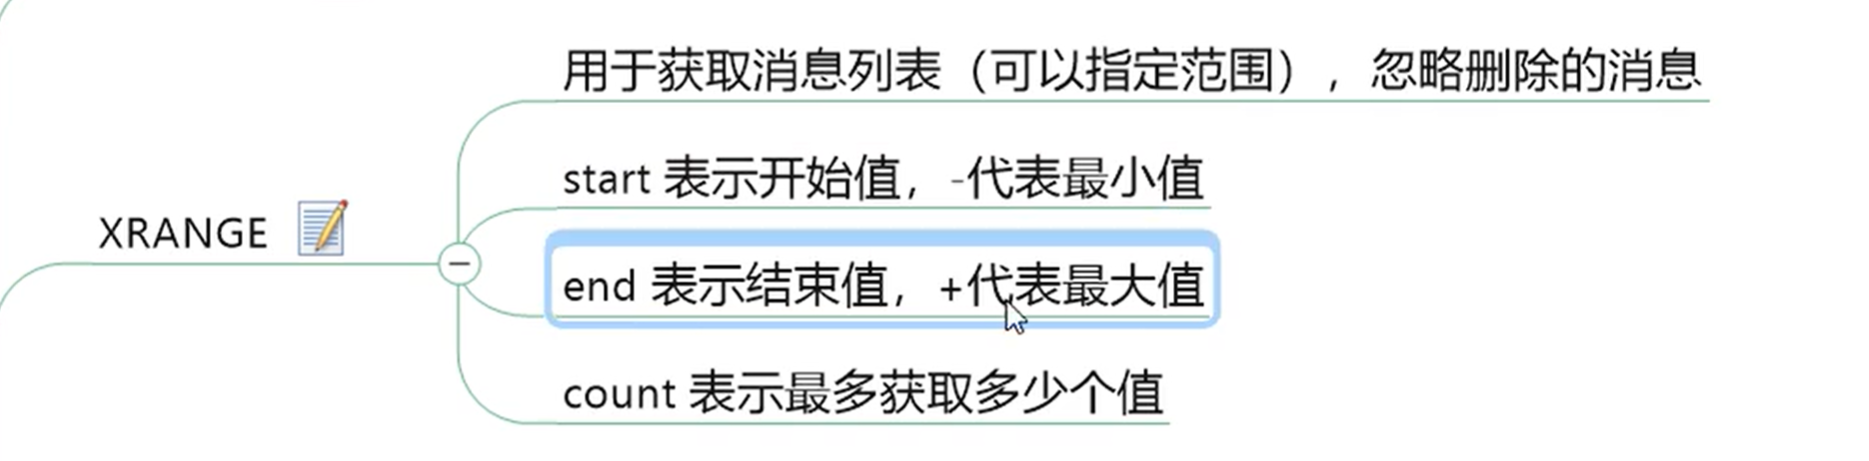 XRANGE
用于获取消息列表（可以指定范围），忽略删除的消息
start 表示开始值，-代表最小值
end 表示结束值，+代表最大值
count 表示最多获取多少个值